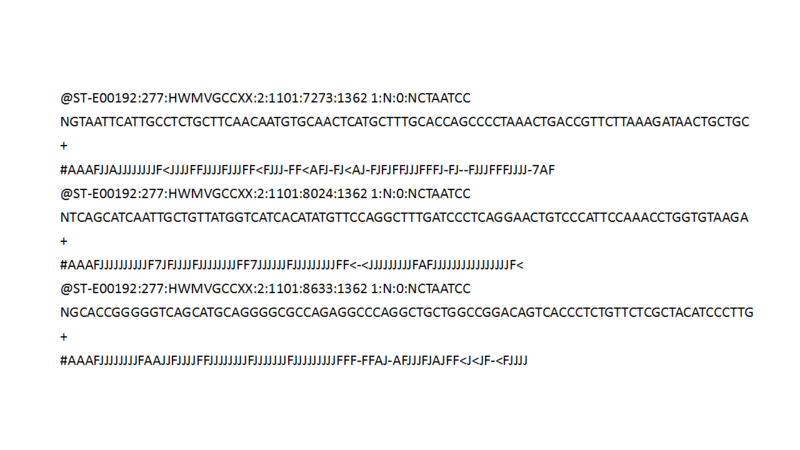 @ST-E00192:277:HWMVGCCXX:2:1101:7273:1362 1:N:0:NCTAATCC
NGTAATTCATTGCCTCTGCTTCAACAATGTGCAACTCATGCTTTGCACCAGCCCCTAAACTGACCGTTCTTAAAGATAACTGCTGC
+
#AAAFJJAJJJJJJJJF<JJJJFFJJJJFJJJFF<FJJJ-FF<AFJ-FJ<AJ-FJFJFFJJJFFFJ-FJ--FJJJFFFJJJJ-7AF
@ST-E00192:277:HWMVGCCXX:2:1101:8024:1362 1:N:0:NCTAATCC
NTCAGCATCAATTGCTGTTATGGTCATCACATATGTTCCAGGCTTTGATCCCTCAGGAACTGTCCCATTCCAAACCTGGTGTAAGA
+
#AAAFJJJJJJJJJJF7JFJJJJFJJJJJJJJFF7JJJJJJFJJJJJJJJJFF<-<JJJJJJJJJFAFJJJJJJJJJJJJJJJJF<
@ST-E00192:277:HWMVGCCXX:2:1101:8633:1362 1:N:0:NCTAATCC
NGCACCGGGGGTCAGCATGCAGGGGCGCCAGAGGCCCAGGCTGCTGGCCGGACAGTCACCCTCTGTTCTCGCTACATCCCTTG
+
#AAAFJJJJJJJJFAAJJFJJJJFFJJJJJJJJFJJJJJJJFJJJJJJJJJFFF-FFAJ-AFJJJFJAJFF<J<JF-<FJJJJ